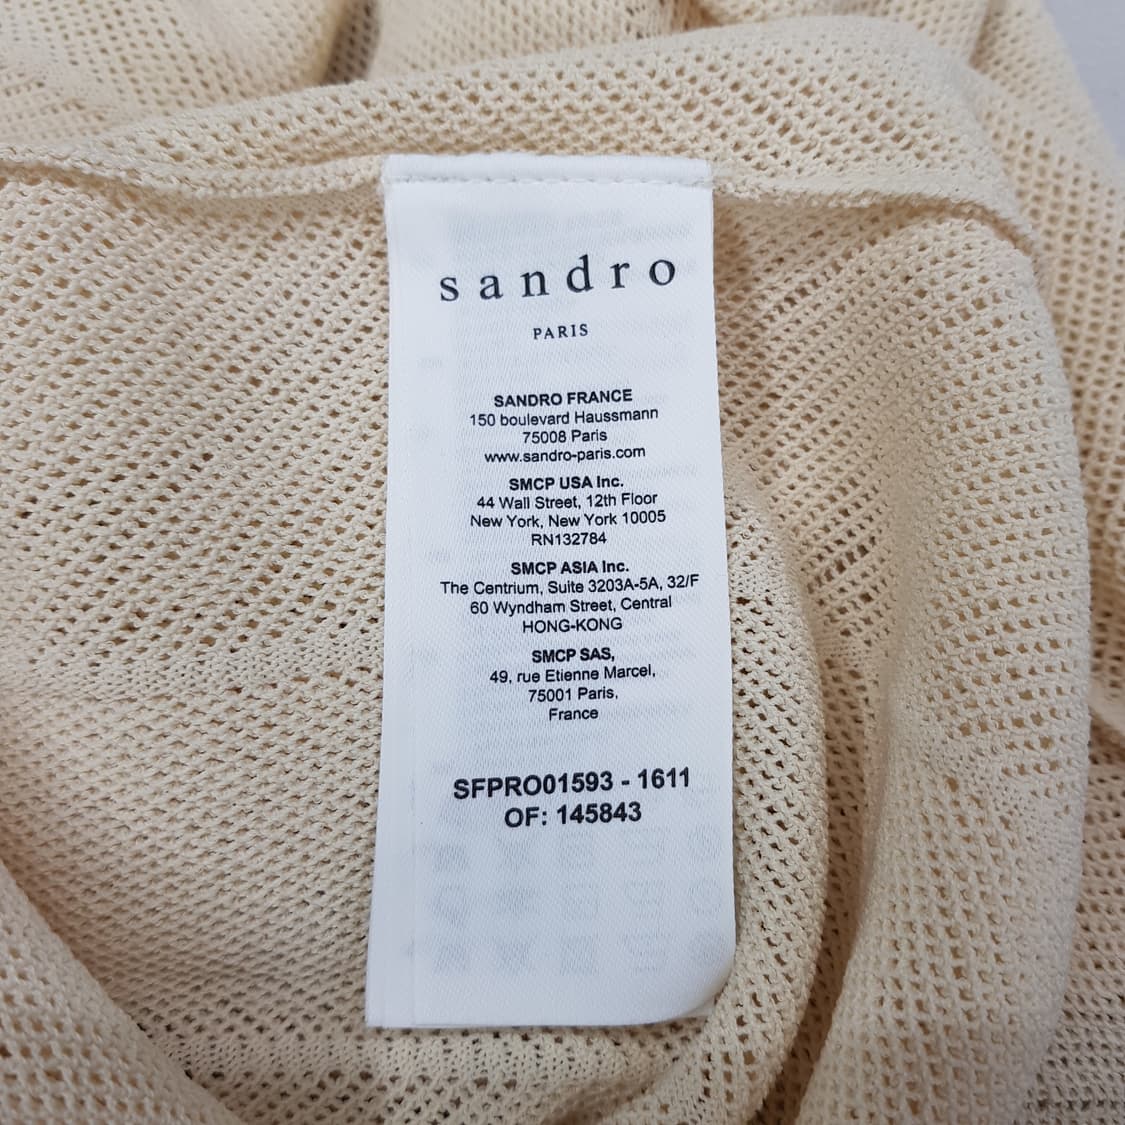 sandro
PARIS
SANDRO FRANCE
150 boulevard Haussmann
75008 Paris
www.sandro-paris.com
SMCP USA Inc.
44 Wall Street, 12th Floor
New York, New York 10005
RN132784
SMCP ASIA Inc.
The Centrium, Suite 3203A-5A, 32/F
60 Wyndham Street, Central
HONG-KONG
SMCP SAS,
49, rue Etienne Marcel,
75001 Paris,
France
SFPRO01593 - 1611
OF: 145843